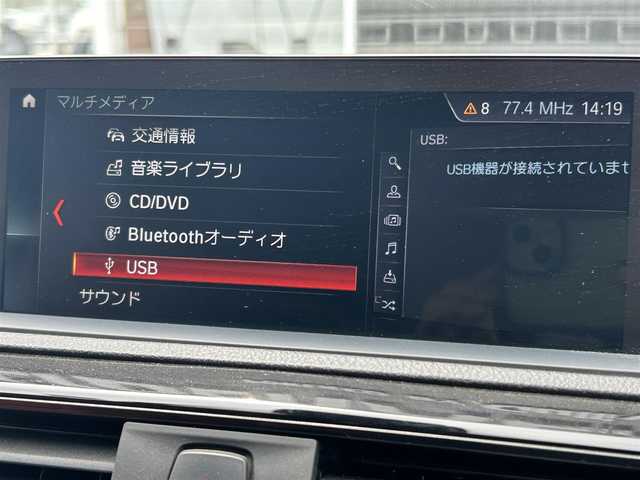 マルチメディア
8 77.4 MHz 14:19
交通情報
音楽ライブラリ
CD/DVD
Bluetoothオーディオ
USB
サウンド
USB:
USB機器が接続されていませ